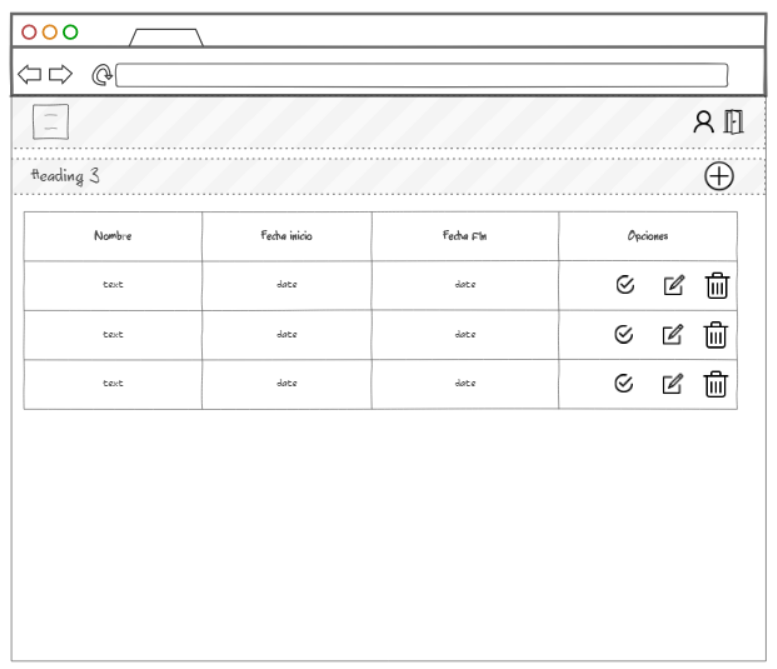 Heading 3
Nombre Fecha inicio Fecha Fin Opciones
text date date
text date date
text date date